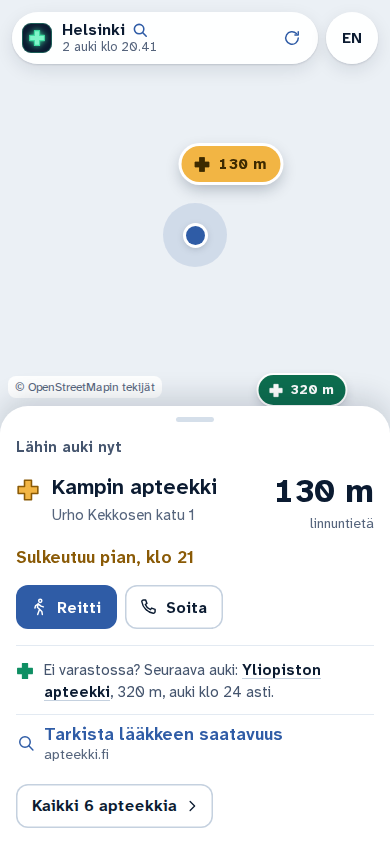 Helsinki
2 auki klo 20.41
EN
130 m
© OpenStreetMapin tekijät
320 m
Lähin auki nyt
Kampin apteekki
130 m
Urho Kekkosen katu 1
linnuntietä
Sulkeutuu pian, klo 21
Reitti
Soita
Ei varastossa? Seuraava auki: Yliopiston
apteekki, 320 m, auki klo 24 asti.
Tarkista lääkkeen saatavuus
apteekki.fi
Kaikki 6 apteekkia